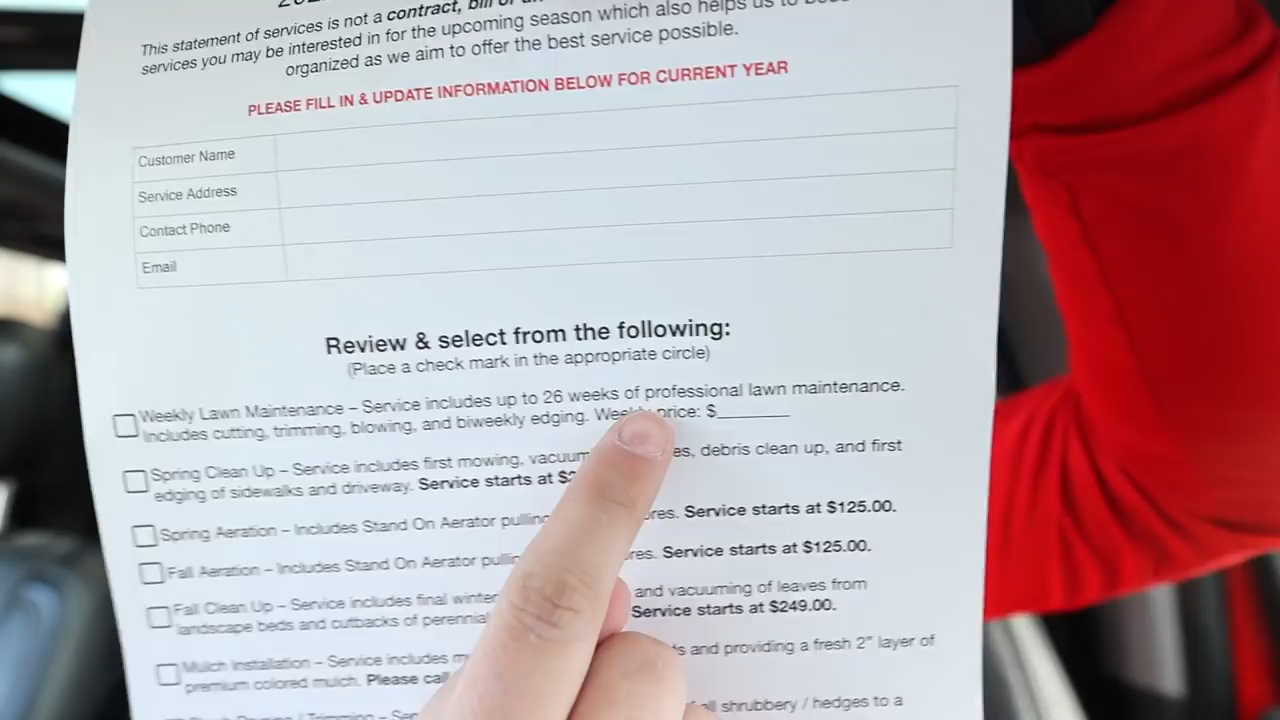 This statement of services is not a contract, bill or
services you may be interested in for the upcoming season which also helps us to
organized as we aim to offer the best service possible.
PLEASE FILL IN & UPDATE INFORMATION BELOW FOR CURRENT YEAR
Customer Name
Service Address
Contact Phone
Email
Review & select from the following:
(Place a check mark in the appropriate circle)
Weekly Lawn Maintenance – Service includes up to 26 weeks of professional lawn maintenance.
Includes cutting, trimming, blowing, and biweekly edging. Weekly price: $________
Spring Clean Up – Service includes first mowing, debris clean up, and first
edging of sidewalks and driveway. Service starts at
Spring Aeration – Includes Stand On Aerator pulling Service starts at $125.00.
Fall Aeration – Includes Stand On Aerator Service starts at $125.00.
Fall Clean Up – Service includes final and vacuuming of leaves from
landscape beds and cutbacks of Service starts at $249.00.
Mulch Installation – Service includes and providing a fresh 2" layer of
premium colored mulch. Please call
shrubbery / hedges to a